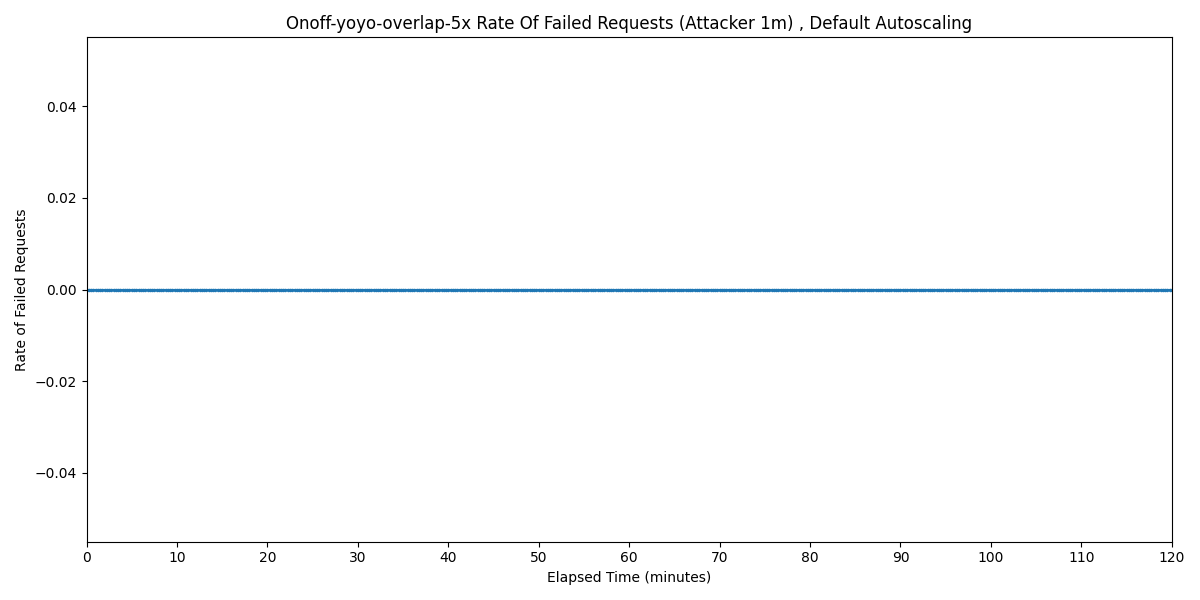 Onoff-yoyo-overlap-5x Rate Of Failed Requests (Attacker 1m) , Default Autoscaling
Rate of Failed Requests
0.04
0.02
0.00
−0.02
−0.04
0 10 20 30 40 50 60 70 80 90 100 110 120
Elapsed Time (minutes)